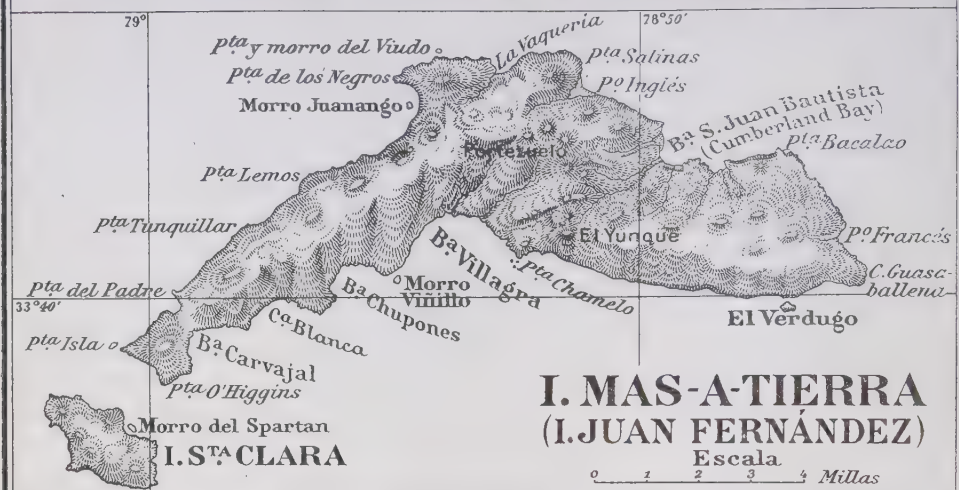 79°
78°50'
Pta y morro del Viudo
La Vaqueria
Pta Salinas
Pta de los Negros
Po Inglés
Morro Juanango
Ba S. Juan Bautista
(Cumberland Bay)
Pta Bacalao
Portezuelo
Pta Lemos
Pta Tunquillar
El Yunque
Po Francés
Ba Villagra
Pta Chamelo
C. Guasa-
ballena
Morro
Viñillo
Pta del Padre
Ba Chupones
33°40'
El Verdugo
Ca Blanca
Pta Isla
Ba Carvajal
Pta O'Higgins
I. MAS-A-TIERRA
(I. JUAN FERNÁNDEZ)
Morro del Spartan
I. STA CLARA
Escala
0 1 2 3 4 Millas